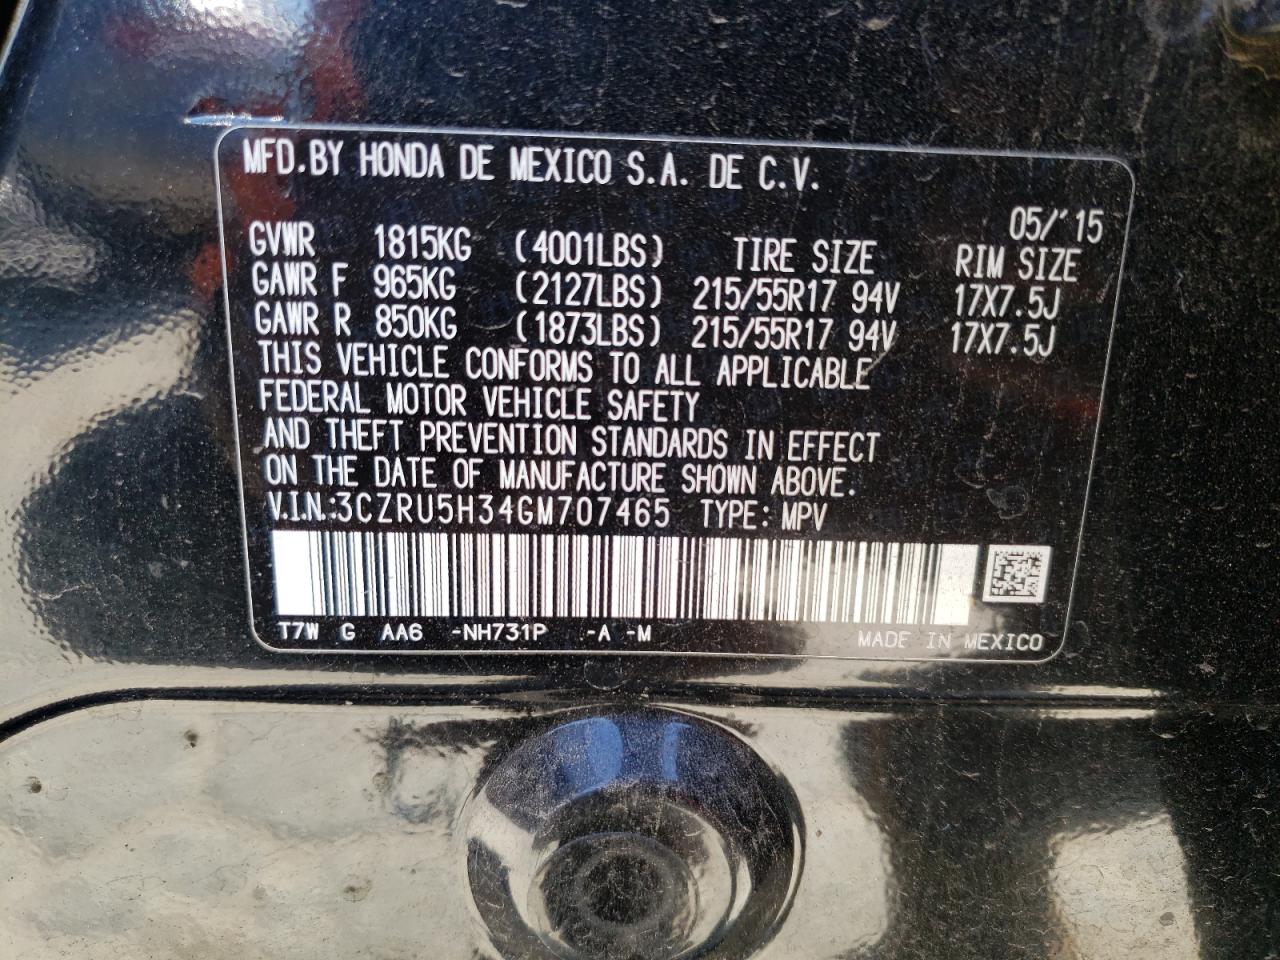 MFD.BY HONDA DE MEXICO S.A. DE C.V.
05/'15
GVWR 1815KG (4001LBS) TIRE SIZE RIM SIZE
GAWR F 965KG (2127LBS) 215/55R17 94V 17X7.5J
GAWR R 850KG (1873LBS) 215/55R17 94V 17X7.5J
THIS VEHICLE CONFORMS TO ALL APPLICABLE
FEDERAL MOTOR VEHICLE SAFETY
AND THEFT PREVENTION STANDARDS IN EFFECT
ON THE DATE OF MANUFACTURE SHOWN ABOVE.
V.I.N.:3CZRU5H34GM707465 TYPE: MPV
T7W G AA6 -NH731P -A -M MADE IN MEXICO